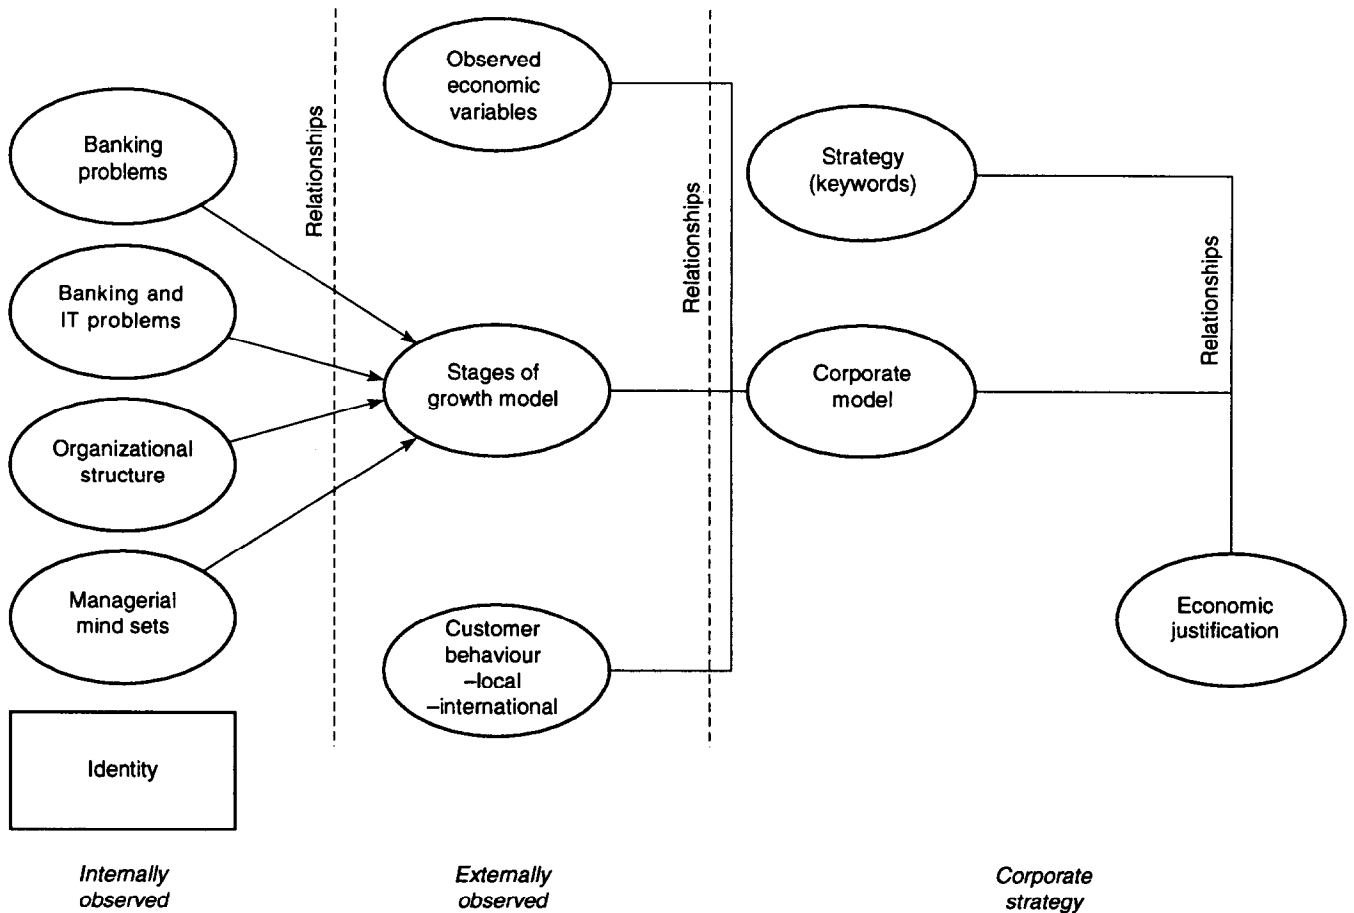 Banking
problems
Banking and
IT problems
Organizational
structure
Managerial
mind sets
Identity
Internally
observed
Relationships
Observed
economic
variables
Stages of
growth model
Customer
behaviour
–local
–international
Externally
observed
Relationships
Strategy
(keywords)
Corporate
model
Relationships
Economic
justification
Corporate
strategy